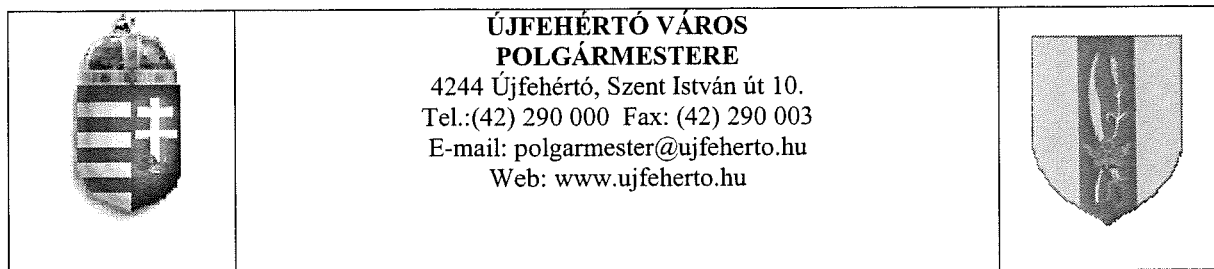 ÚJFEHÉRTÓ VÁROS
POLGÁRMESTERE
4244 Újfehértó, Szent István út 10.
Tel.:(42) 290 000 Fax: (42) 290 003
E-mail: polgarmester@ujfeherto.hu
Web: www.ujfeherto.hu